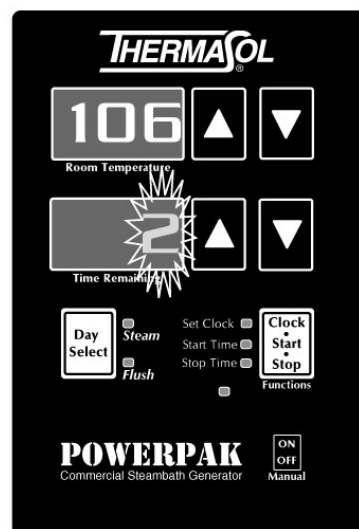 THERMASOL
®
106
Room Temperature
2
Time Remaining
Day
Select
Steam
Flush
Set Clock
Start Time
Stop Time
Clock
•
Start
•
Stop
Functions
POWERPAK
Commercial Steambath Generator
ON
OFF
Manual